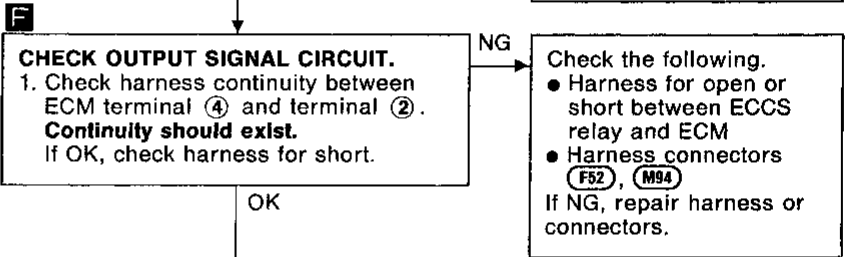 F
CHECK OUTPUT SIGNAL CIRCUIT.
1. Check harness continuity between
ECM terminal ④ and terminal ②.
Continuity should exist.
If OK, check harness for short.
NG
Check the following.
● Harness for open or
short between ECCS
relay and ECM
● Harness connectors
F52, M94
If NG, repair harness or
connectors.
OK